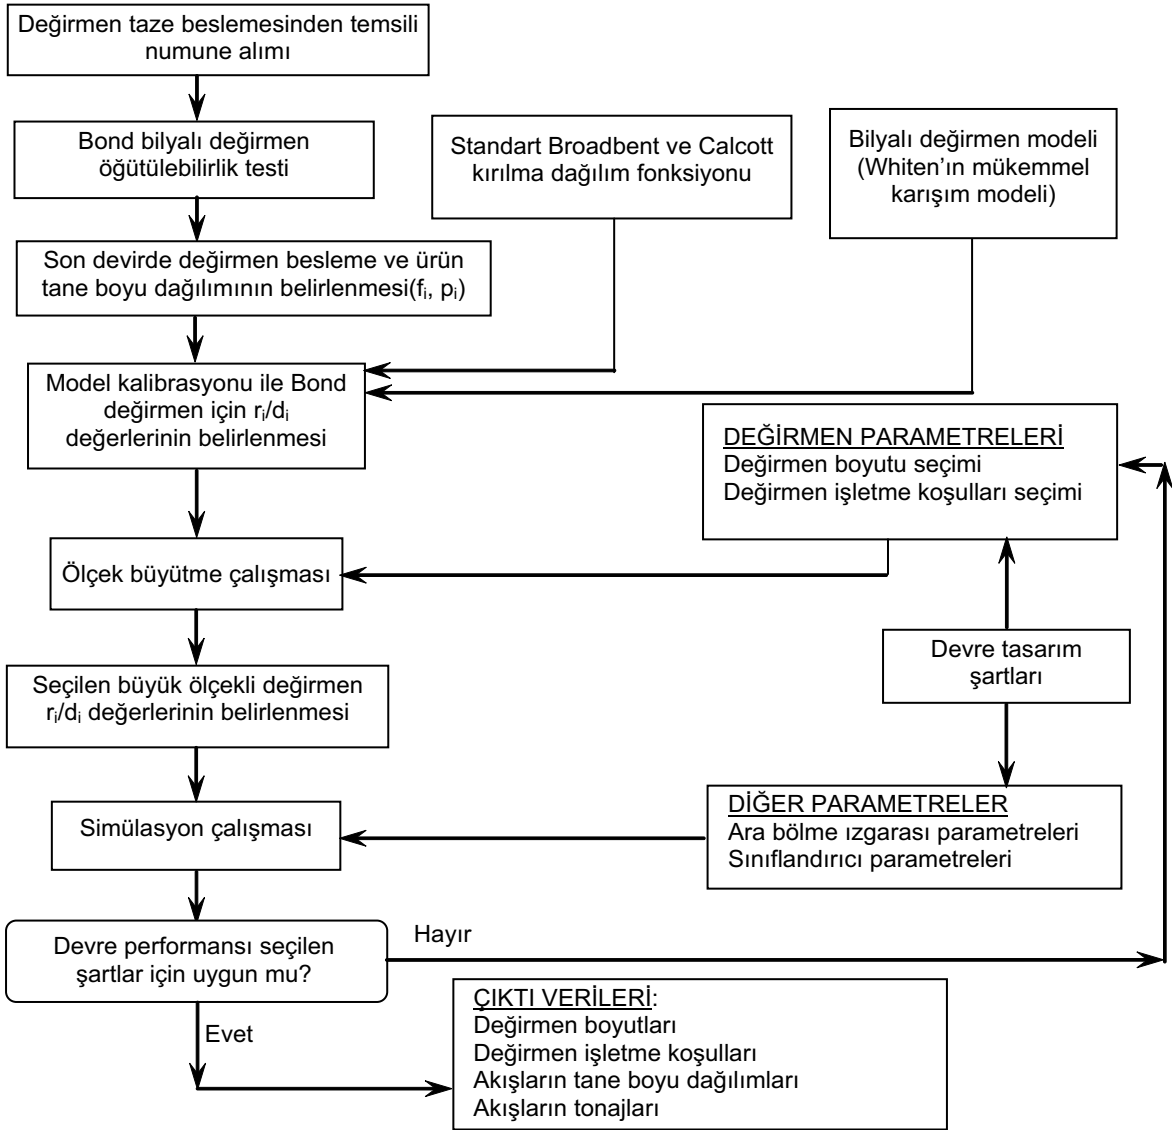 Değirmen taze beslemesinden temsili
numune alımı
Bond bilyalı değirmen
öğütülebilirlik testi
Standart Broadbent ve Calcott
kırılma dağılım fonksiyonu
Bilyalı değirmen modeli
(Whiten’ın mükemmel
karışım modeli)
Son devirde değirmen besleme ve ürün
tane boyu dağılımının belirlenmesi(fi, pi)
Model kalibrasyonu ile Bond
değirmen için ri/di
değerlerinin belirlenmesi
DEĞİRMEN PARAMETRELERİ
Değirmen boyutu seçimi
Değirmen işletme koşulları seçimi
Ölçek büyütme çalışması
Devre tasarım
şartları
Seçilen büyük ölçekli değirmen
ri/di değerlerinin belirlenmesi
DİĞER PARAMETRELER
Ara bölme ızgarası parametreleri
Sınıflandırıcı parametreleri
Simülasyon çalışması
Devre performansı seçilen
şartlar için uygun mu?
Hayır
Evet
ÇIKTI VERİLERİ:
Değirmen boyutları
Değirmen işletme koşulları
Akışların tane boyu dağılımları
Akışların tonajları